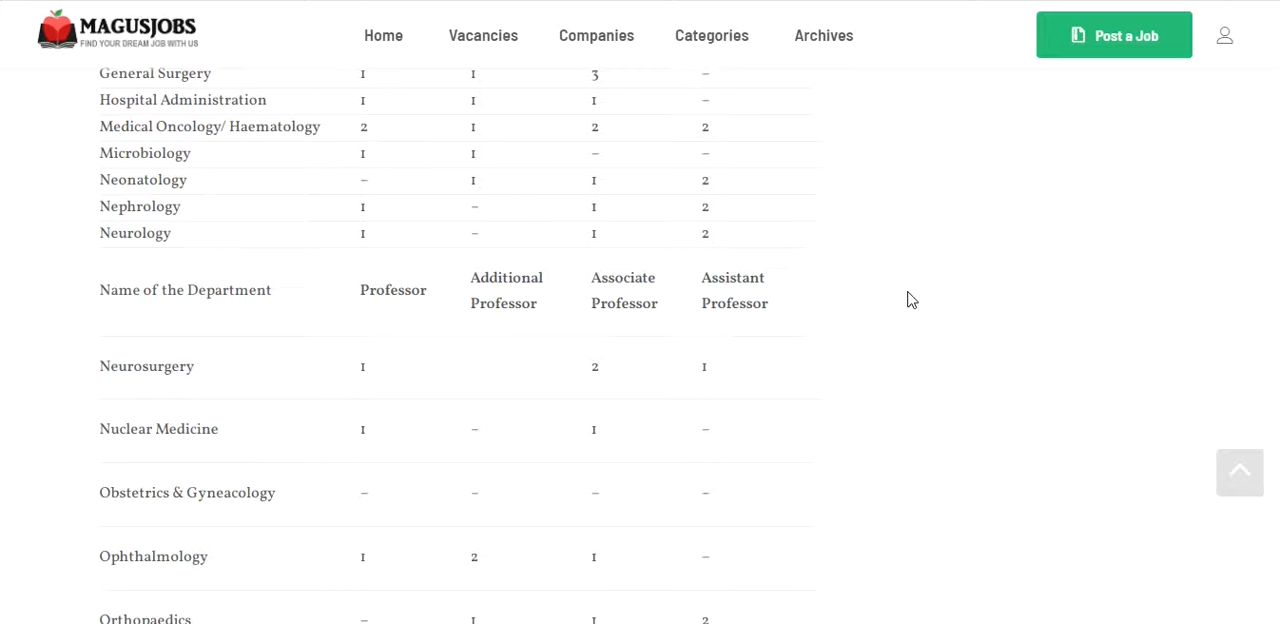 MAGUSJOBS
FIND YOUR DREAM JOB WITH US
Home Vacancies Companies Categories Archives Post a Job
General Surgery 1 1 3 –
Hospital Administration 1 1 1 –
Medical Oncology/ Haematology 2 1 2 2
Microbiology 1 1 – –
Neonatology – 1 1 2
Nephrology 1 – 1 2
Neurology 1 – 1 2
Name of the Department Professor Additional Professor Associate Professor Assistant Professor
Neurosurgery 1 2 1
Nuclear Medicine 1 – 1 –
Obstetrics & Gyneacology – – – –
Ophthalmology 1 2 1 –
Orthopaedics – 1 1 2